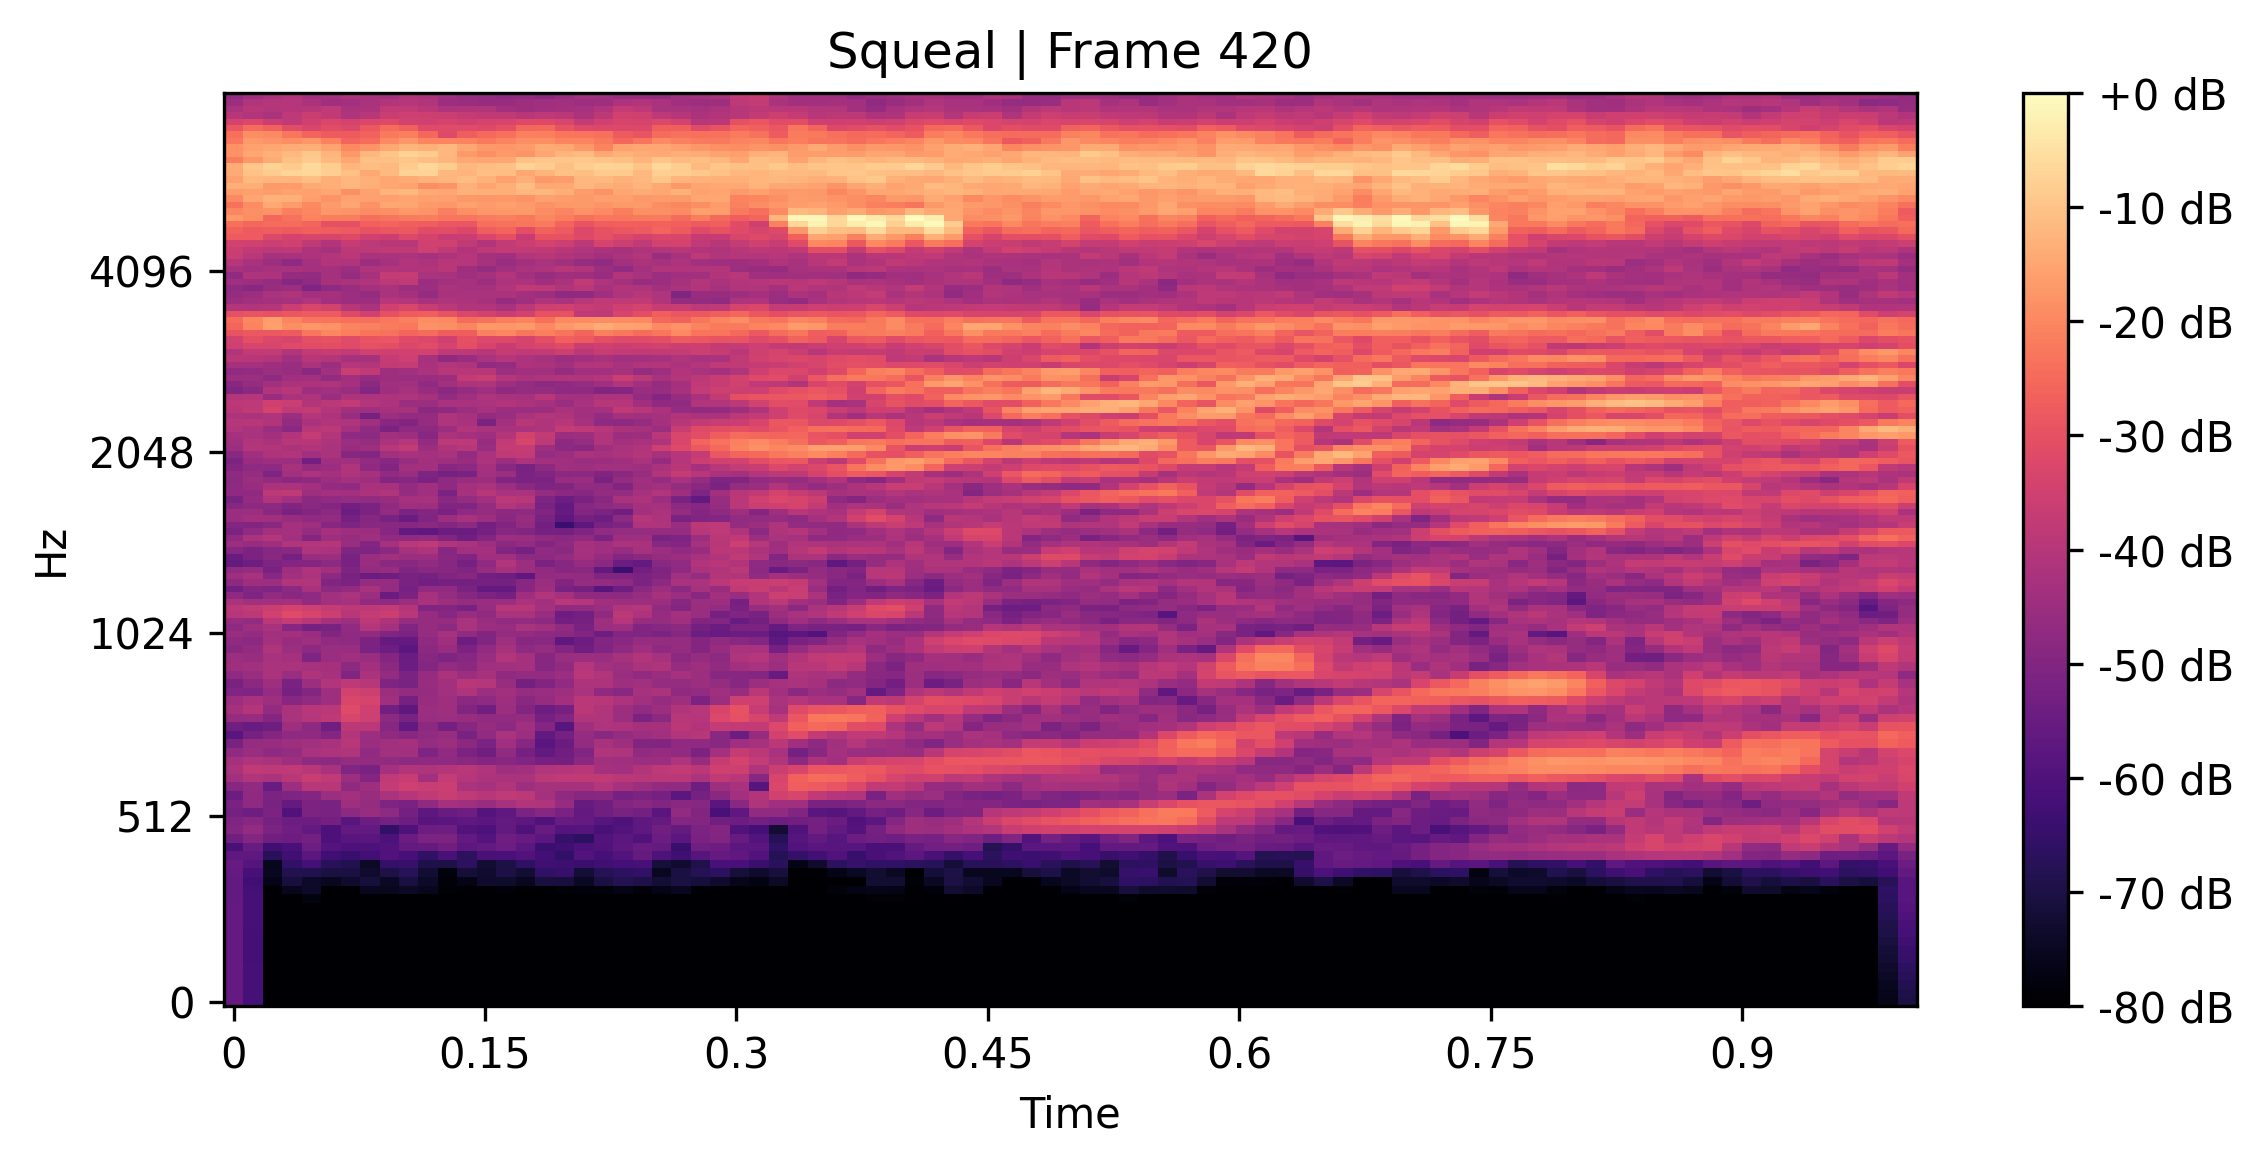 Squeal | Frame 420
+0 dB
-10 dB
-20 dB
-30 dB
-40 dB
-50 dB
-60 dB
-70 dB
-80 dB
Hz
4096
2048
1024
512
0
0 0.15 0.3 0.45 0.6 0.75 0.9
Time